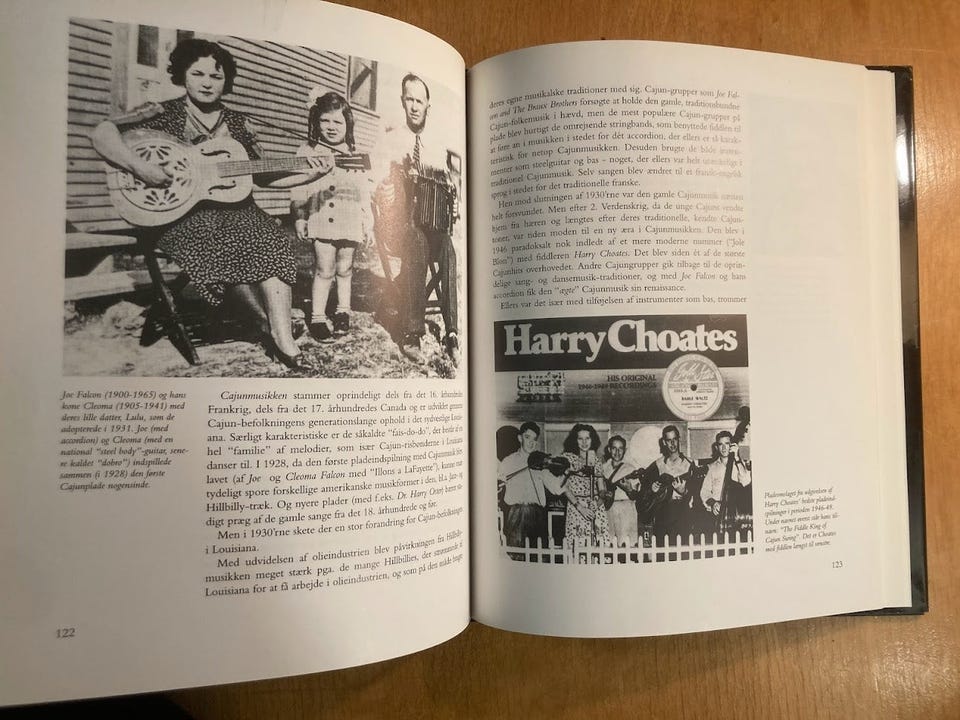 Joe Falcon (1900-1965) og hans
kone Cleoma (1905-1941) med
deres lille datter, Lulu, som de
adopterede i 1931. Joe (med
accordion) og Cleoma (med en
national "steel body"-guitar, sene-
re kaldet "dobro") indspillede
sammen (i 1928) den første
Cajunplade nogensinde.
Cajunmusikken stammer oprindeligt dels fra det 16. århundredes
Frankrig, dels fra det 17. århundredes Canada og er udviklet gennem
Cajun-befolkningens generationslange ophold i det sydvestlige Louisi-
ana. Særligt karakteristiske er de såkaldte "fais-do-do", det betyder en
hel "familie" af melodier, som især Cajun-risbønderne i Louisiana
danser til. I 1928, da den første pladeindspilning med Cajunmusik
lavet (af Joe og Cleoma Falcon med "Illons a LaFayette"), kunne man
tydeligt spore forskellige amerikanske musikformer i den, bl.a. Jazz- og
Hillbilly-træk. Og nyere plader (med f.eks. Dr. Harry Oster) bærer
digt præg af de gamle sange fra det 18. århundrede og før.
Men i 1930'rne skete der en stor forandring for Cajun-befolkningen
i Louisiana.
Med udvidelsen af olieindustrien blev påvirkningen fra Hillbilly-
musikken meget stærk pga. de mange Hillbillies, der strømmede til
Louisiana for at få arbejde i olieindustrien, og som på den måde bragte
122
deres egne musikalske traditioner med sig. Cajun-grupper som Joe Fal-
con and The Breaux Brothers forsøgte at holde den gamle, traditionsbundne
Cajun-folkemusik i hævd, men de mest populære Cajun-grupper på
plade blev hurtigt de omrejsende stringbands, som benyttede fiddlen til
at føre an i musikken i stedet for dét accordion, der ellers er så karak-
teristisk for netop Cajunmusikken. Desuden brugte de både instru-
menter som steelguitar og bas - noget, der ellers var helt
traditionel Cajunmusik. Selv sangen blev ændret til et fransk-engelsk
sprog i stedet for det traditionelle franske.
Hen mod slutningen af 1930'rne var den gamle Cajunmusik næsten
helt forsvundet. Men efter 2. Verdenskrig, da de unge Cajuns vendte
hjem fra hæren og længtes efter deres traditionelle, kendte Cajun-
toner, var tiden moden til en ny æra i Cajunmusikken. Den blev i
1946 paradoksalt nok indledt af et mere moderne nummer ("Jole
Blon") med fiddleren Harry Choates. Det blev siden ét af de største
Cajunhits overhovedet. Andre Cajungrupper gik tilbage til de oprin-
delige sang- og dansemusik-traditioner, og med Joe Falcon og hans
accordion fik den "ægte" Cajunmusik sin renaissance.
Ellers var det især med tilføjelsen af instrumenter som bas, trommer
Harry Choates
HIS ORIGINAL
1946-1949 RECORDINGS
Gold Star
BASILE WALTZ
Pladeomslaget fra udgivelsen af
Harry Choates' bedste pladeind-
spilninger i perioden 1946-49.
Under navnet øverst står hans til-
navn: "The Fiddle King of
Cajun Swing". Det er Choates
med fiddlen længst til venstre.
123